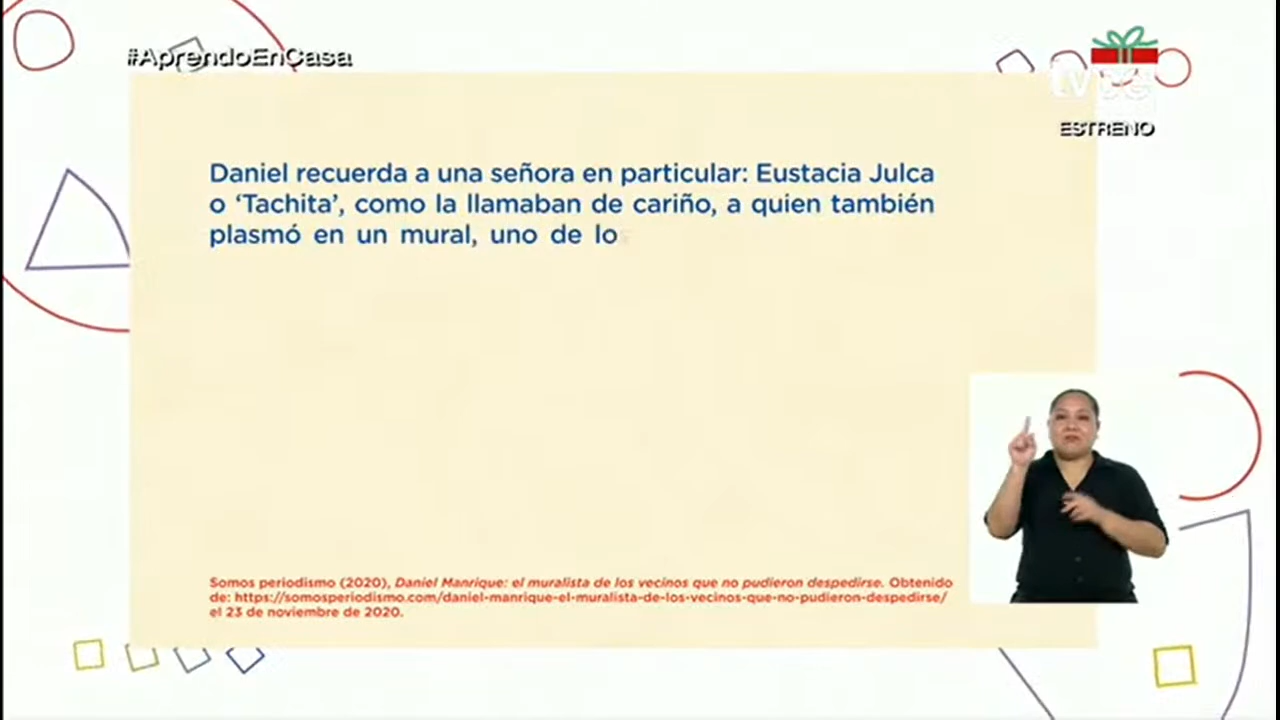 #AprendoEnCasa
tvpe
ESTRENO
Daniel recuerda a una señora en particular: Eustacia Julca
o ‘Tachita’, como la llamaban de cariño, a quien también
plasmó en un mural, uno de lo
Somos periodismo (2020), Daniel Manrique: el muralista de los vecinos que no pudieron despedirse. Obtenido
de: https://somosperiodismo.com/daniel-manrique-el-muralista-de-los-vecinos-que-no-pudieron-despedirse/
el 23 de noviembre de 2020.